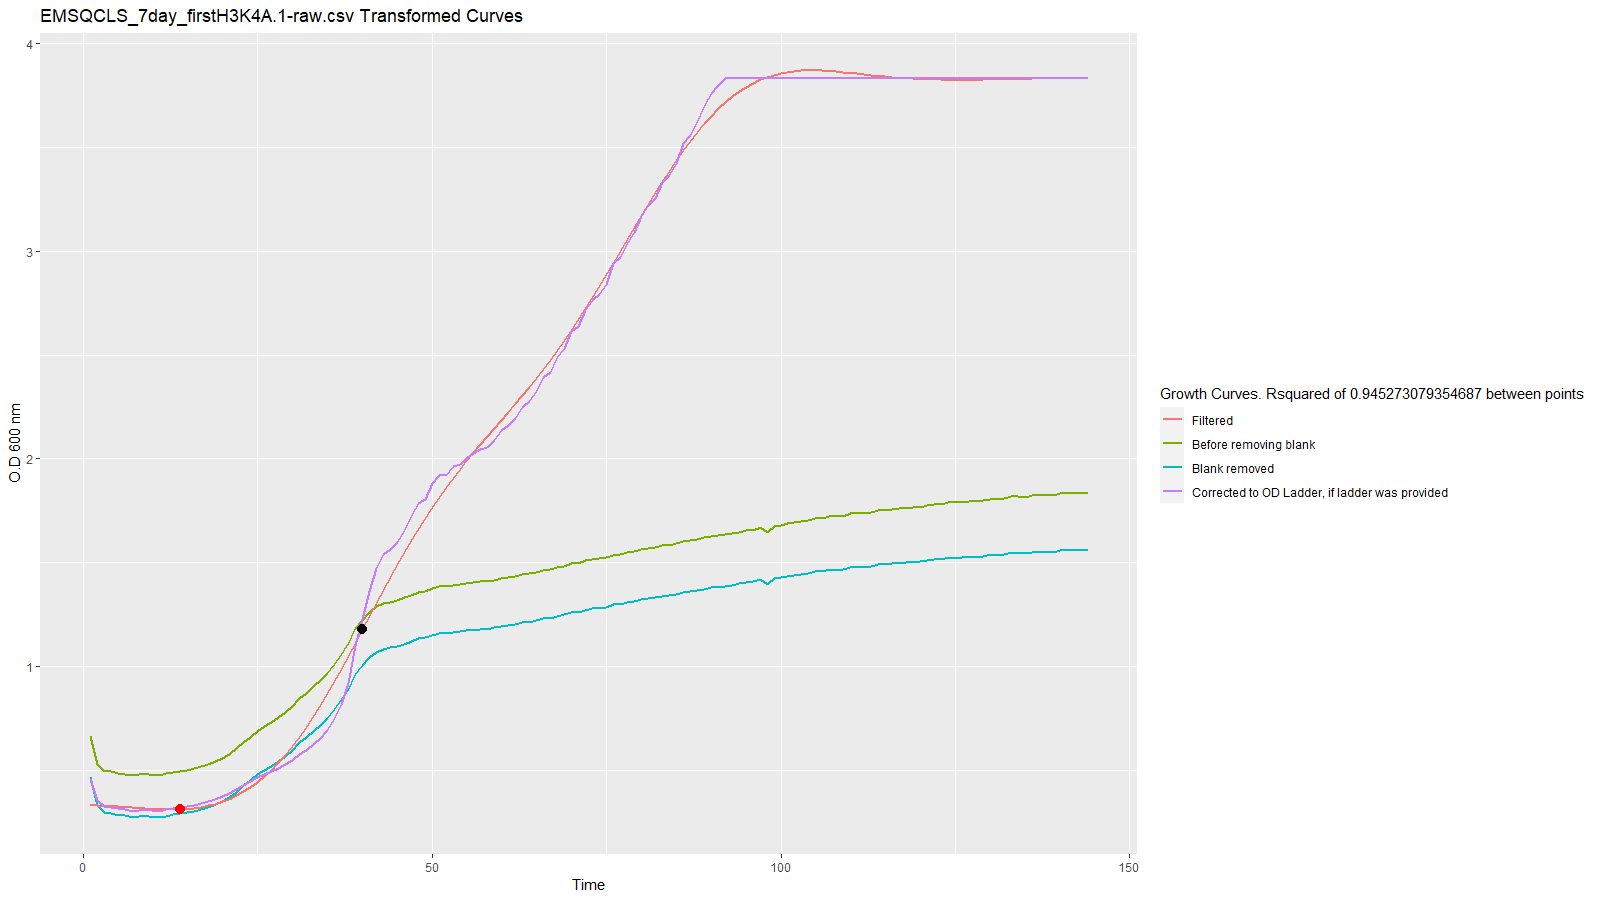 EMSQCLS_7day_firstH3K4A.1-raw.csv Transformed Curves
4
3
2
1
O.D 600 nm
0
50
100
150
Time
Growth Curves. Rsquared of 0.945273079354687 between points
Filtered
Before removing blank
Blank removed
Corrected to OD Ladder, if ladder was provided